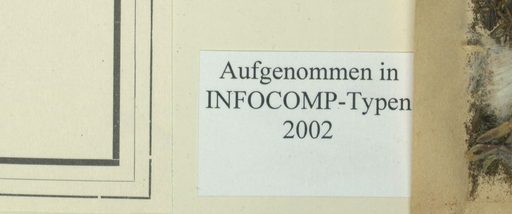 Aufgenommen in
INFOCOMP-Typen
2002